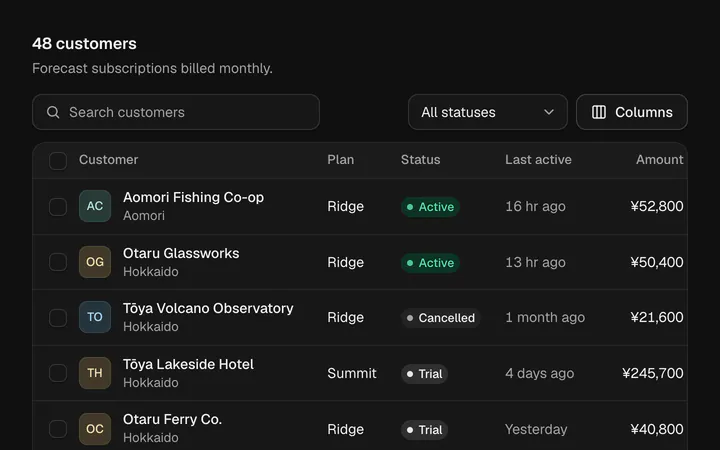 48 customers
Forecast subscriptions billed monthly.
Search customers
All statuses
Columns
Customer Plan Status Last active Amount
AC Aomori Fishing Co-op Ridge Active 16 hr ago ¥52,800
Aomori
OG Otaru Glassworks Ridge Active 13 hr ago ¥50,400
Hokkaido
TO Tōya Volcano Observatory Ridge Cancelled 1 month ago ¥21,600
Hokkaido
TH Tōya Lakeside Hotel Summit Trial 4 days ago ¥245,700
Hokkaido
OC Otaru Ferry Co. Ridge Trial Yesterday ¥40,800
Hokkaido